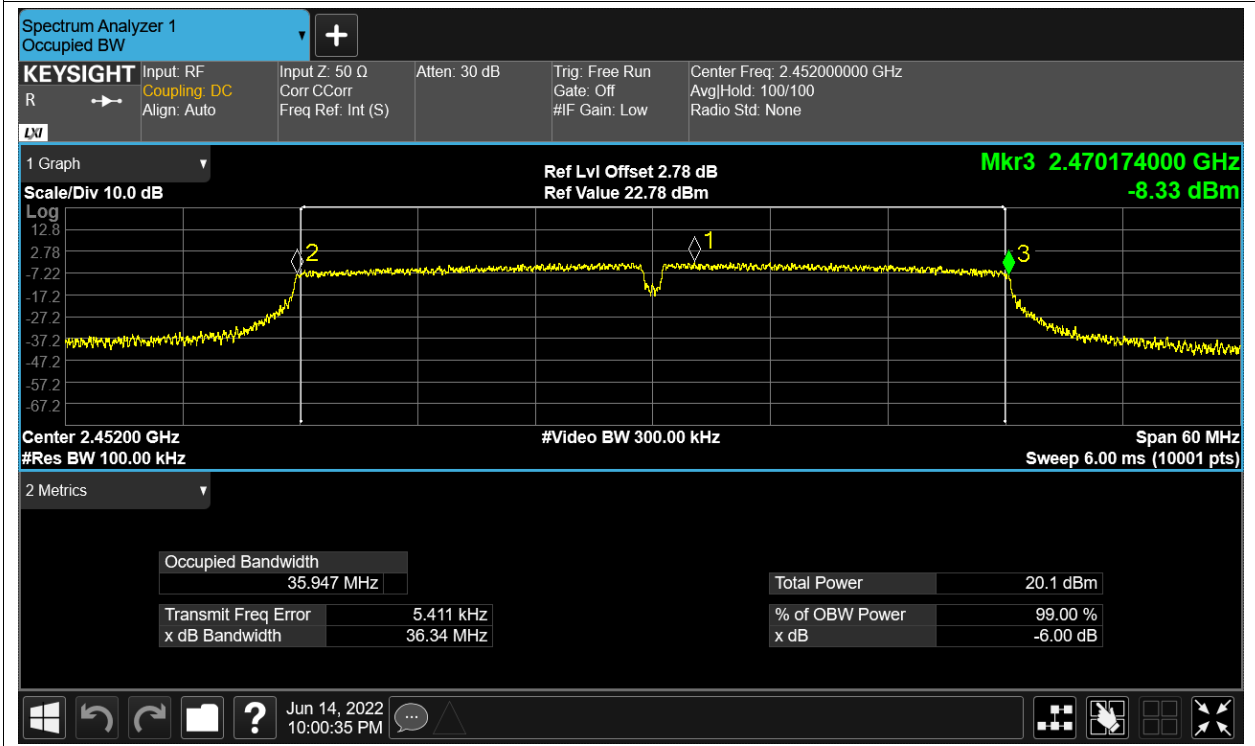 Spectrum Analyzer 1
Occupied BW
+
KEYSIGHT
R
LXI
Input: RF
Coupling: DC
Align: Auto
Input Z: 50 Ω
Corr CCorr
Freq Ref: Int (S)
Atten: 30 dB
Trig: Free Run
Gate: Off
#IF Gain: Low
Center Freq: 2.452000000 GHz
Avg|Hold: 100/100
Radio Std: None
1 Graph
Scale/Div 10.0 dB
Ref Lvl Offset 2.78 dB
Ref Value 22.78 dBm
Mkr3 2.470174000 GHz
-8.33 dBm
Log
12.8
2.78
-7.22
-17.2
-27.2
-37.2
-47.2
-57.2
-67.2
2
1
3
Center 2.45200 GHz
#Res BW 100.00 kHz
#Video BW 300.00 kHz
Span 60 MHz
Sweep 6.00 ms (10001 pts)
2 Metrics
Occupied Bandwidth
35.947 MHz
Transmit Freq Error 5.411 kHz
x dB Bandwidth 36.34 MHz
Total Power 20.1 dBm
% of OBW Power 99.00 %
x dB -6.00 dB
?
Jun 14, 2022
10:00:35 PM